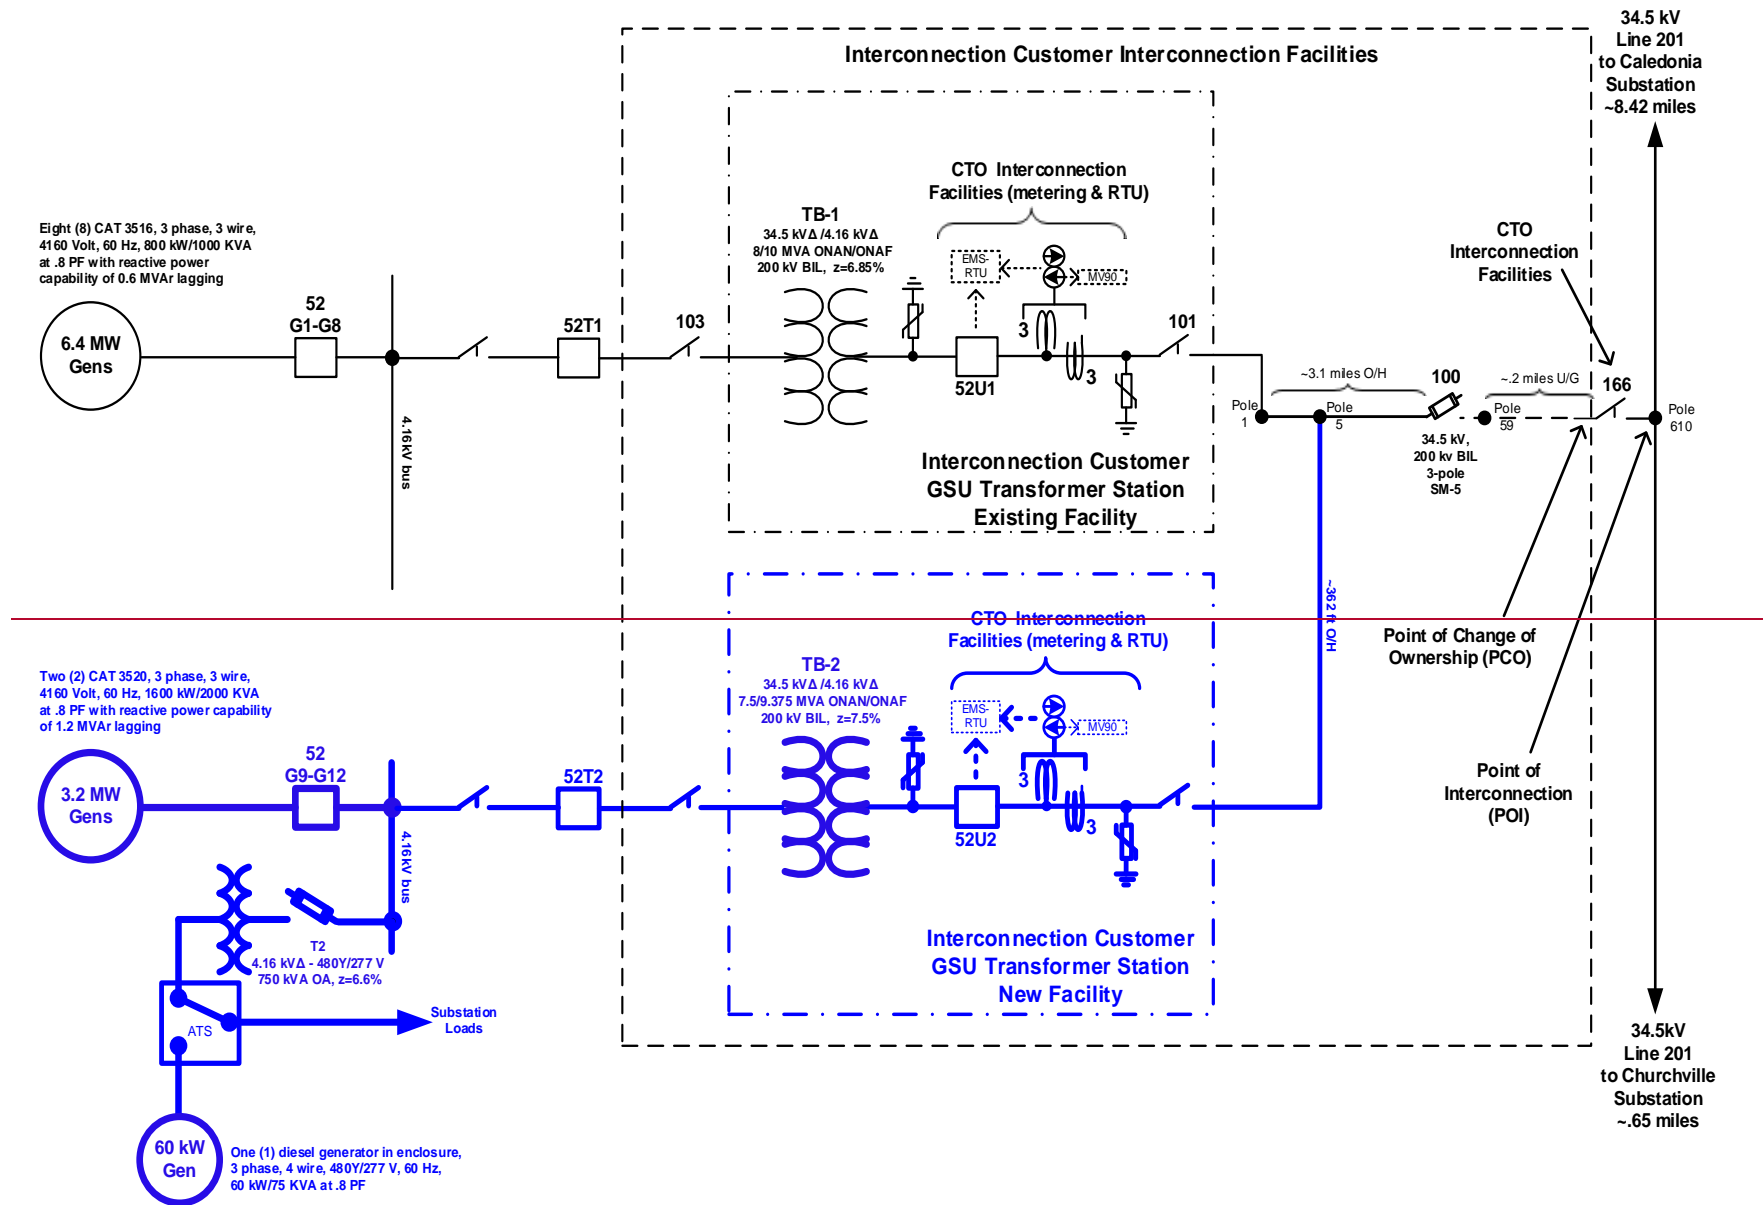 34.5 kV
Line 201
to Caledonia
Substation
~8.42 miles
Interconnection Customer Interconnection Facilities
CTO Interconnection
Facilities (metering & RTU)
TB-1
34.5 kVΔ /4.16 kVΔ
8/10 MVA ONAN/ONAF
200 kV BIL, z=6.85%
Eight (8) CAT 3516, 3 phase, 3 wire,
4160 Volt, 60 Hz, 800 kW/1000 KVA
at .8 PF with reactive power
capability of 0.6 MVAr lagging
CTO
Interconnection
Facilities
EMS-
RTU
MV90
52
G1-G8
52T1
103
3
101
6.4 MW
Gens
52U1
3
~3.1 miles O/H
100
~.2 miles U/G
166
Pole
1
Pole
5
Pole
59
Pole
610
4.16 kV bus
34.5 kV,
200 kv BIL
3-pole
SM-5
Interconnection Customer
GSU Transformer Station
Existing Facility
~362 ft O/H
CTO Interconnection
Facilities (metering & RTU)
Point of Change of
Ownership (PCO)
Two (2) CAT 3520, 3 phase, 3 wire,
4160 Volt, 60 Hz, 1600 kW/2000 KVA
at .8 PF with reactive power capability
of 1.2 MVAr lagging
TB-2
34.5 kVΔ /4.16 kVΔ
7.5/9.375 MVA ONAN/ONAF
200 kV BIL, z=7.5%
EMS-
RTU
MV90
52
G9-G12
52T2
3
Point of
Interconnection
(POI)
3.2 MW
Gens
52U2
3
4.16 kV bus
T2
4.16 kVΔ - 480Y/277 V
750 kVA OA, z=6.6%
Interconnection Customer
GSU Transformer Station
New Facility
ATS
Substation
Loads
34.5kV
Line 201
to Churchville
Substation
~.65 miles
60 kW
Gen
One (1) diesel generator in enclosure,
3 phase, 4 wire, 480Y/277 V, 60 Hz,
60 kW/75 KVA at .8 PF